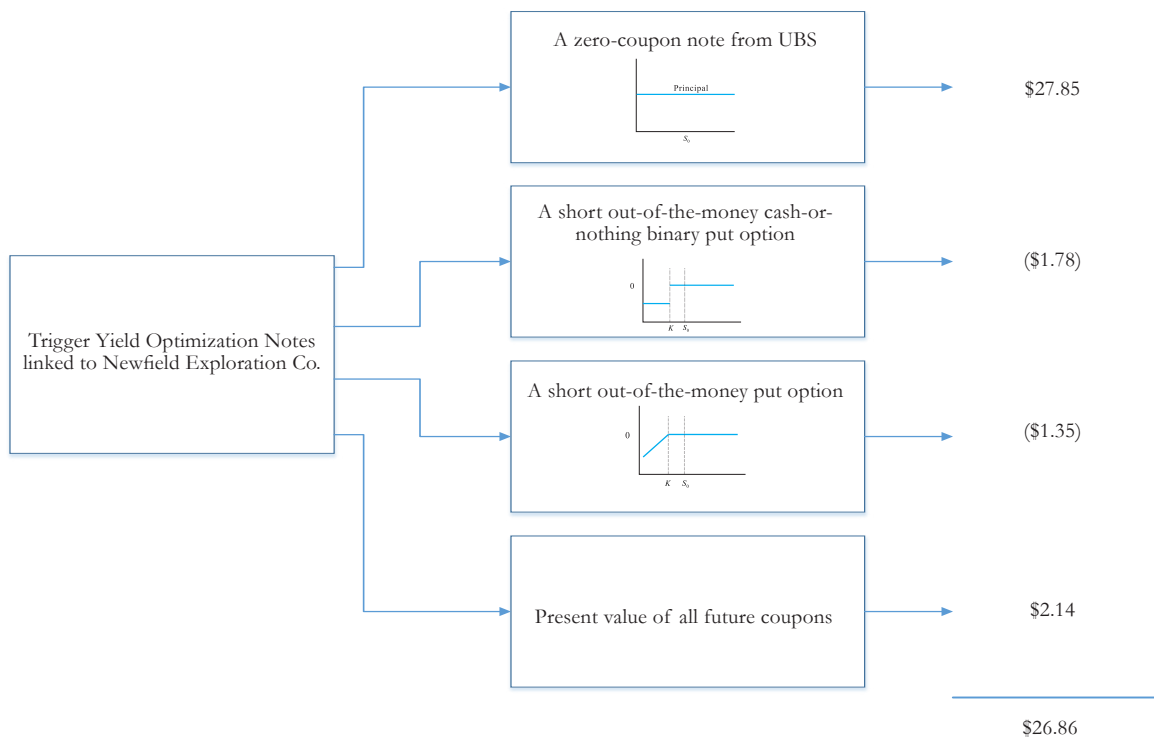 A zero-coupon note from UBS
Principal
S₀
$27.85
A short out-of-the-money cash-or-
nothing binary put option
0
K
S₀
($1.78)
Trigger Yield Optimization Notes
linked to Newfield Exploration Co.
A short out-of-the-money put option
0
K
S₀
($1.35)
Present value of all future coupons
$2.14
$26.86